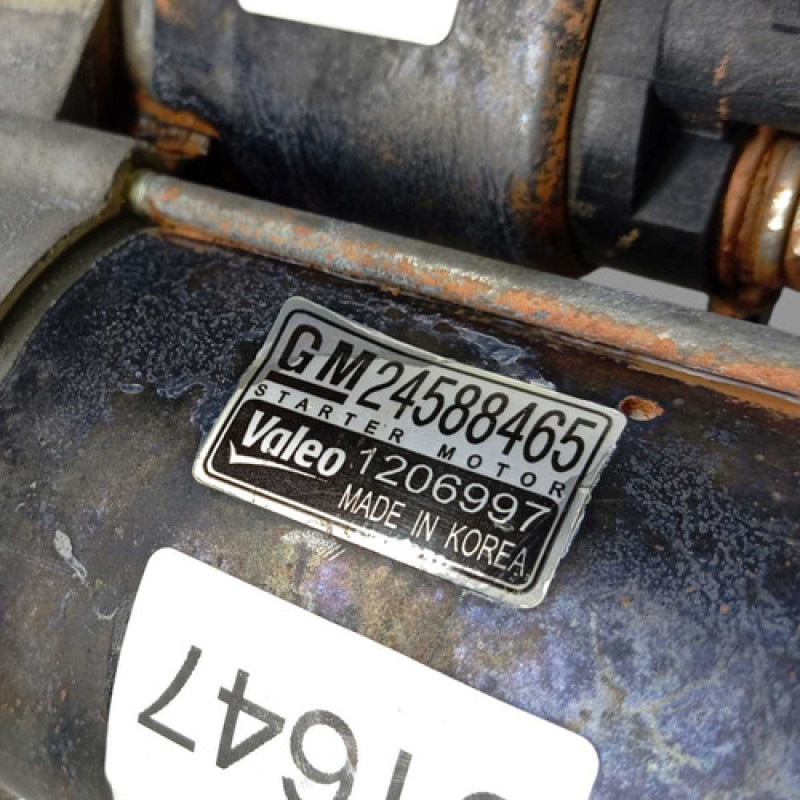 GM24588465
STARTER MOTOR
Valeo 1206997
MADE IN KOREA
1647